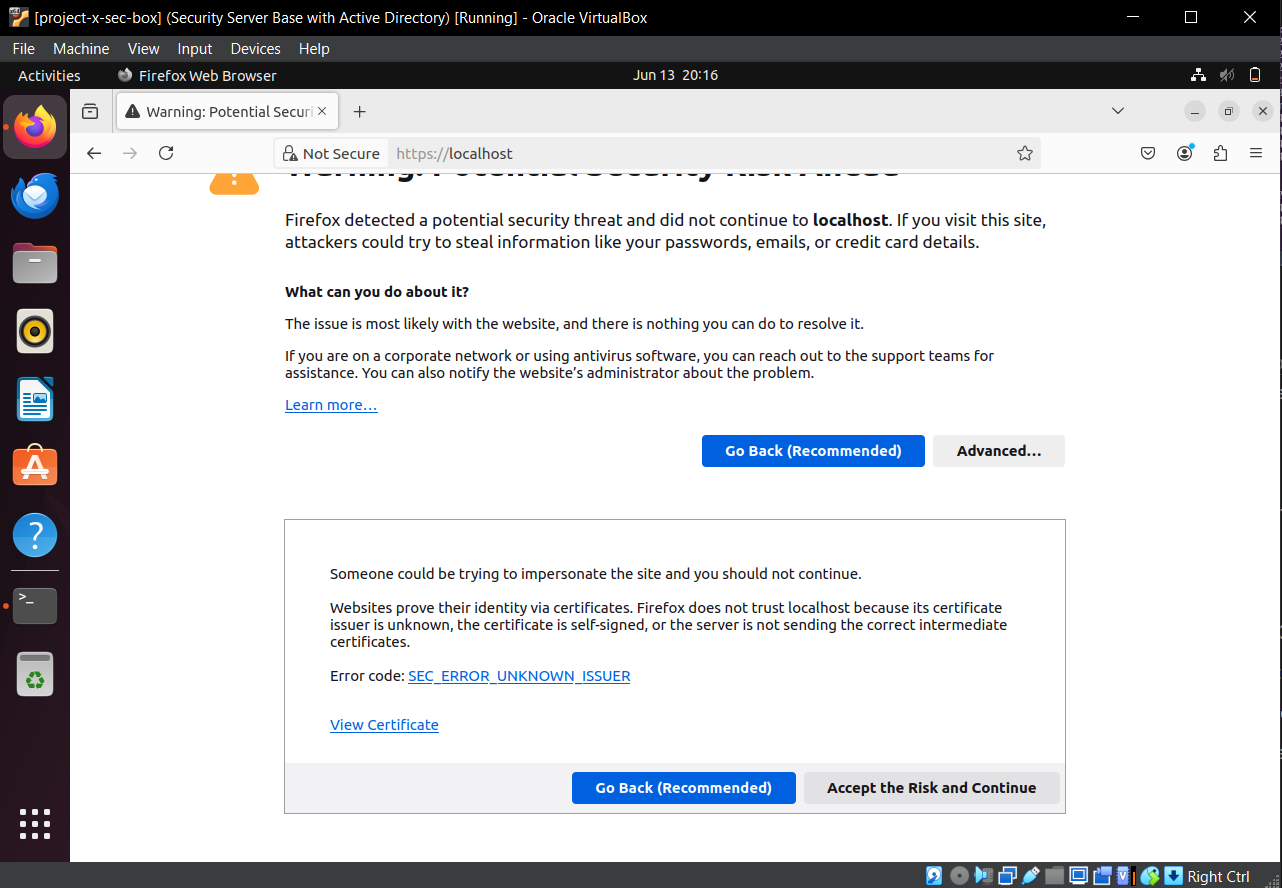 [project-x-sec-box] (Security Server Base with Active Directory) [Running] - Oracle VirtualBox
File Machine View Input Devices Help
Activities Firefox Web Browser Jun 13 20:16
Warning: Potential Securi
Not Secure https://localhost
Warning: Potential Security Risk Ahead
Firefox detected a potential security threat and did not continue to localhost. If you visit this site,
attackers could try to steal information like your passwords, emails, or credit card details.
What can you do about it?
The issue is most likely with the website, and there is nothing you can do to resolve it.
If you are on a corporate network or using antivirus software, you can reach out to the support teams for
assistance. You can also notify the website’s administrator about the problem.
Learn more…
Go Back (Recommended) Advanced…
Someone could be trying to impersonate the site and you should not continue.
Websites prove their identity via certificates. Firefox does not trust localhost because its certificate
issuer is unknown, the certificate is self-signed, or the server is not sending the correct intermediate
certificates.
Error code: SEC_ERROR_UNKNOWN_ISSUER
View Certificate
Go Back (Recommended) Accept the Risk and Continue
Right Ctrl